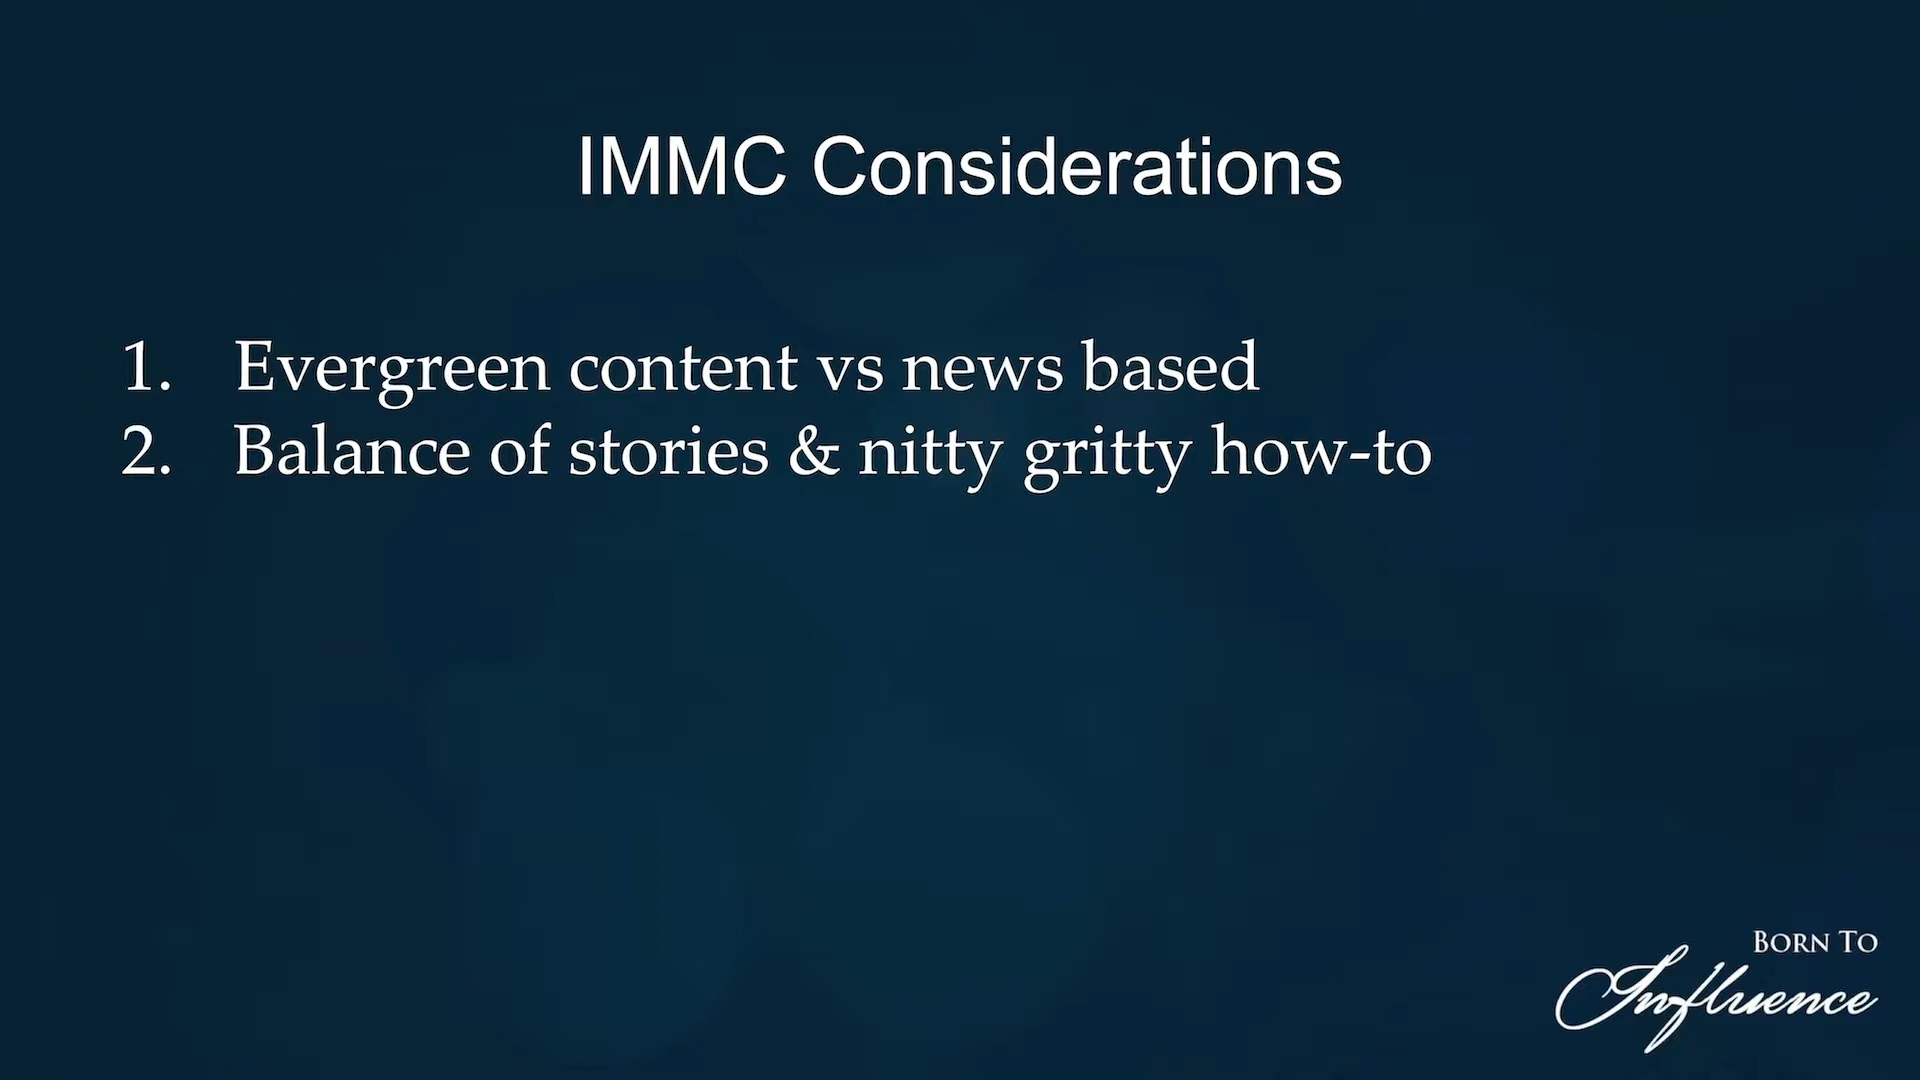 IMMC Considerations
1. Evergreen content vs news based
2. Balance of stories & nitty gritty how-to
BORN TO
Influence